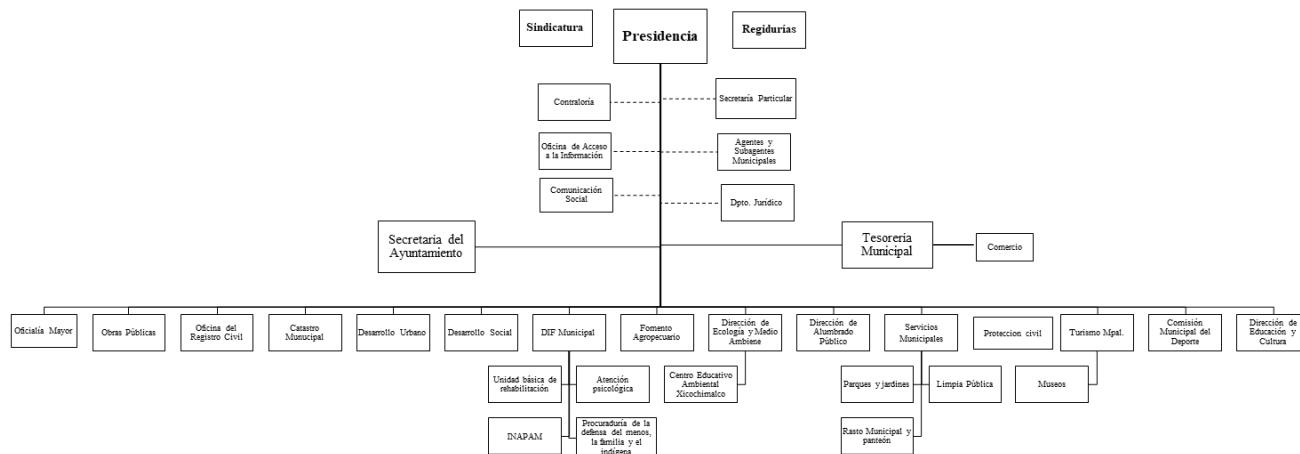 Sindicatura
Presidencia
Regidurías
Contraloría
Secretaría Particular
Oficina de Acceso
a la Información
Agentes y
Subagentes
Municipales
Comunicación
Social
Dpto. Jurídico
Secretaria del
Ayuntamiento
Tesoreria
Municipal
Comercio
Oficialía Mayor
Obras Públicas
Oficina del
Registro Civil
Catastro
Munucipal
Desarrollo Urbano
Desarrollo Social
DIF Municipal
Fomento
Agropecuario
Dirección de
Ecología y Medio
Ambiene
Dirección de
Alumbrado
Público
Servicios
Municipales
Proteccion civil
Turismo Mpal.
Comisión
Municipal del
Deporte
Dirección de
Educación y
Cultura
Unidad básica de
rehabilitación
Atención
psicológica
Centro Educativo
Ambiental
Xicochimalco
Parques y jardines
Limpia Pública
Museos
INAPAM
Procuraduría de la
defensa del menos,
la familia y el
indígena
Rasto Municipal y
panteón